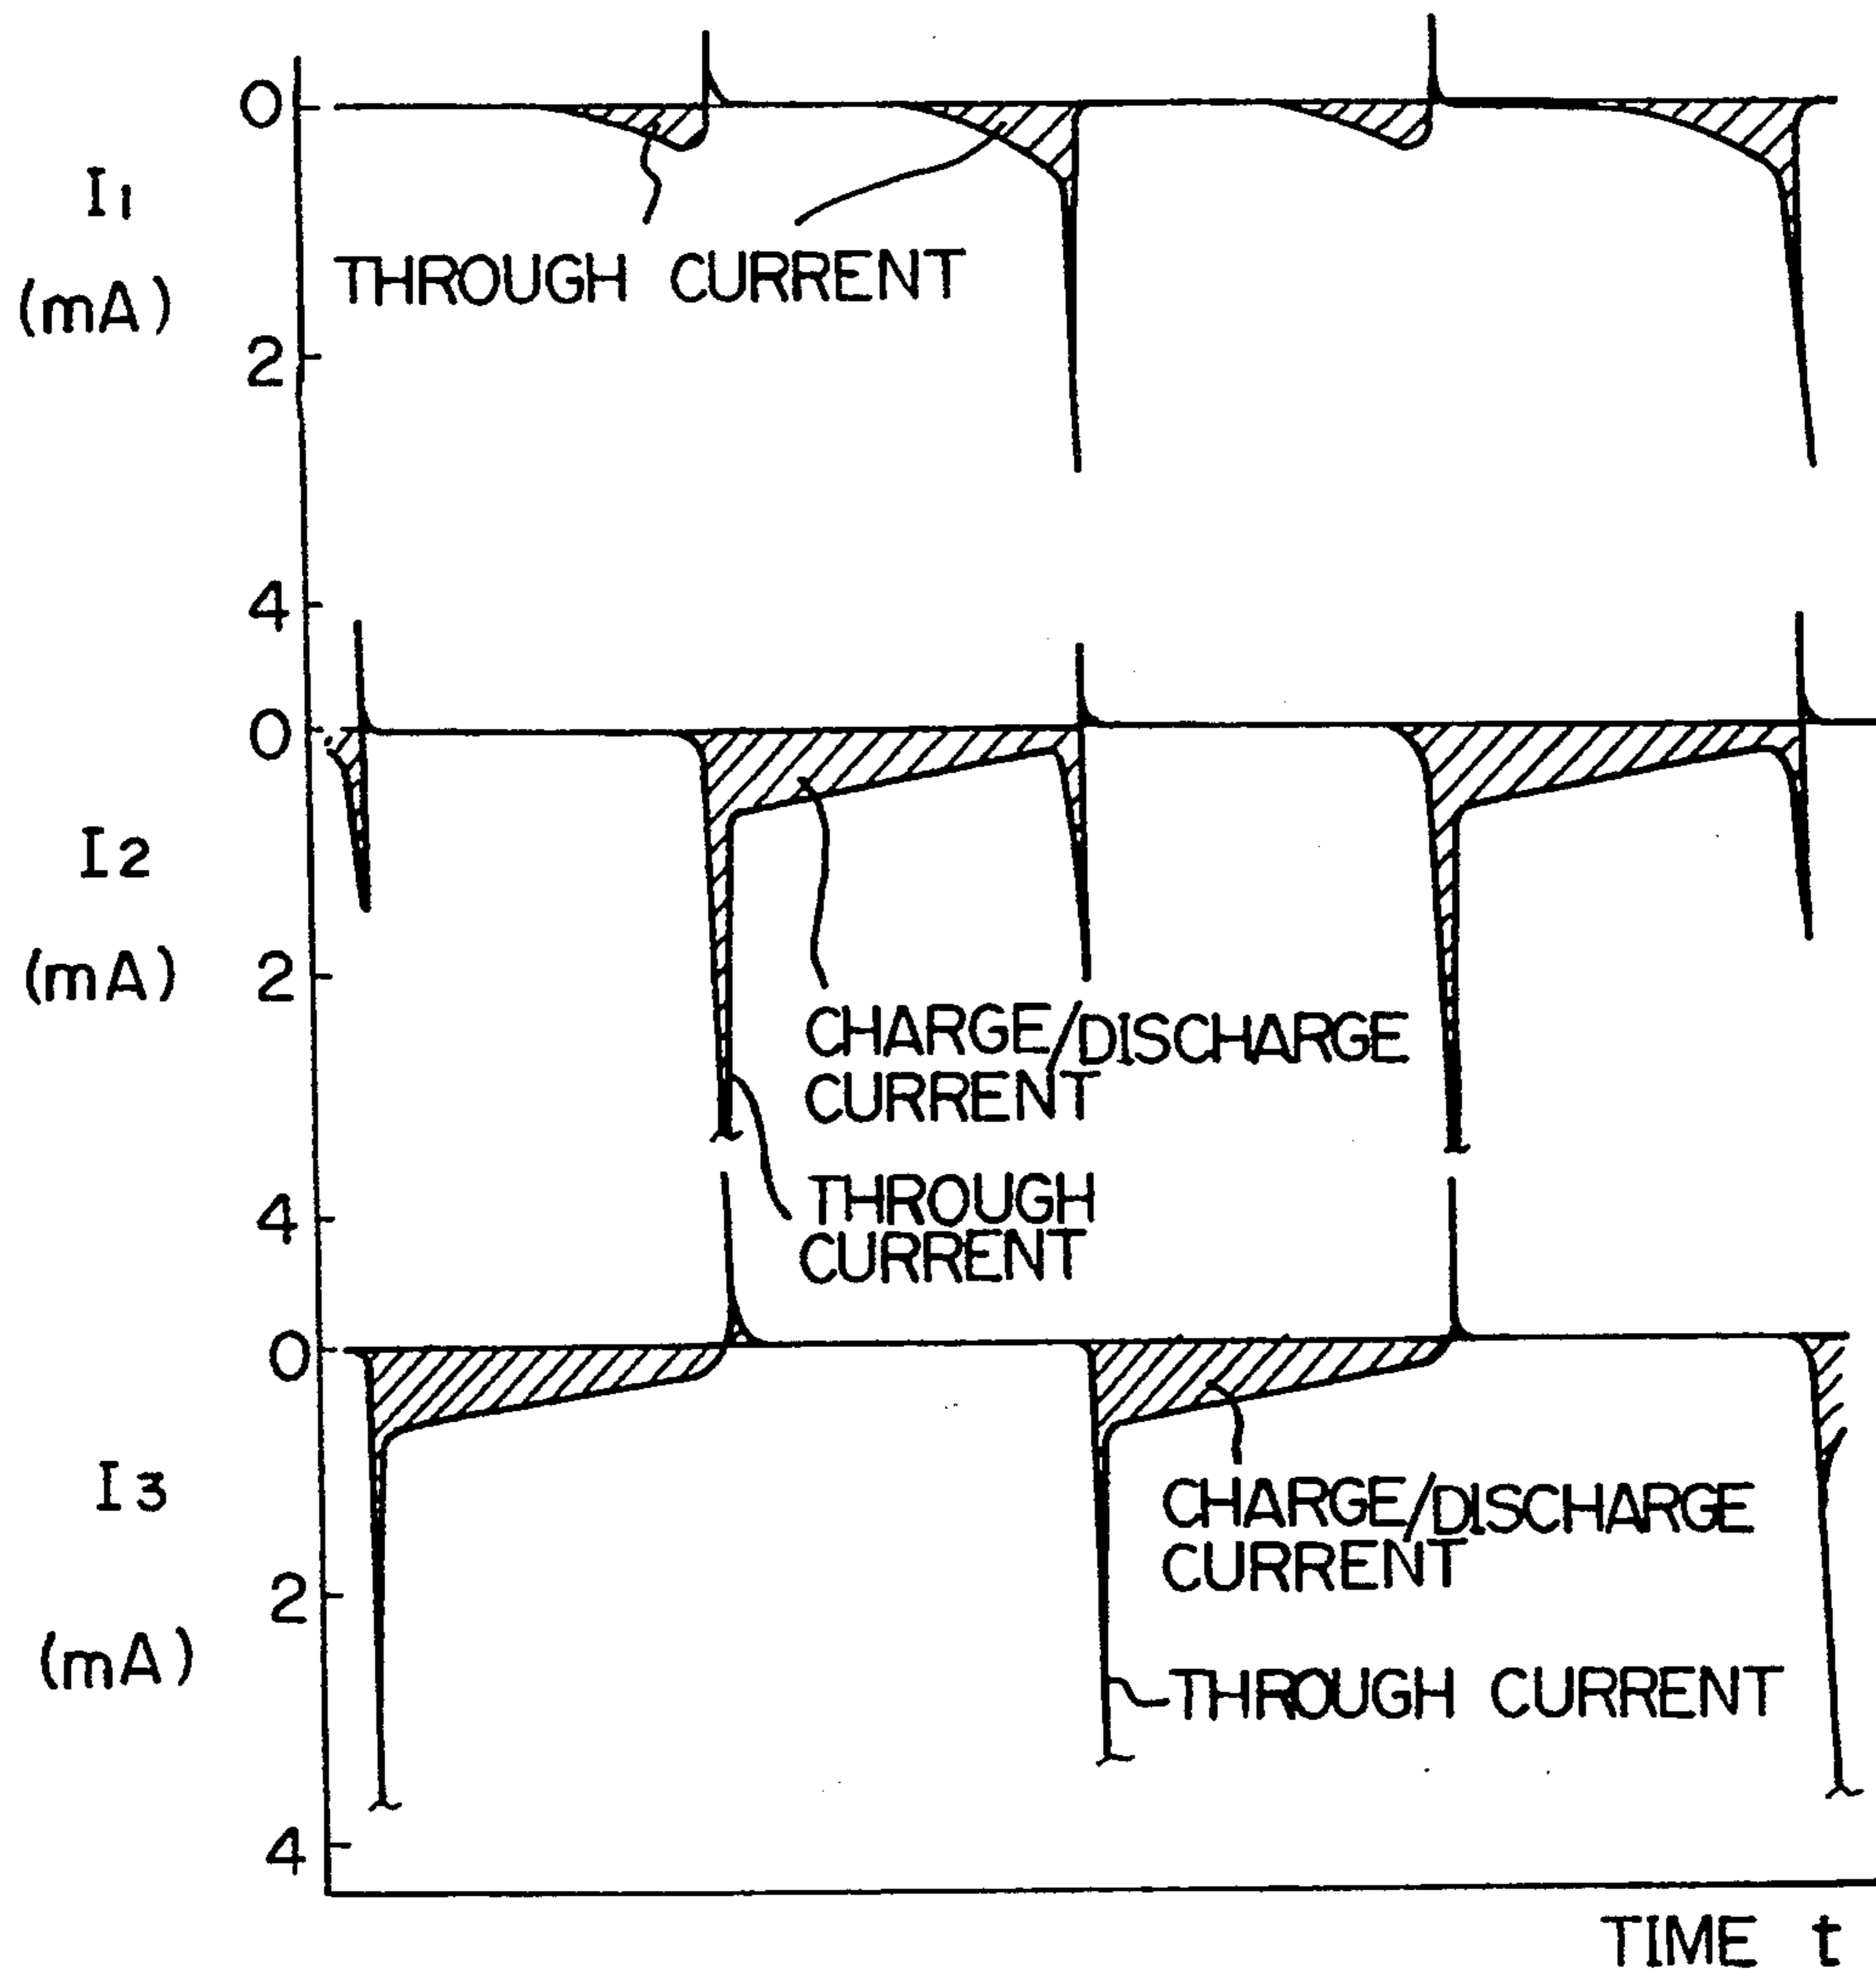 0
I1
(mA)
THROUGH CURRENT
2
4
0
I2
(mA)
2
CHARGE/DISCHARGE
CURRENT
4
THROUGH
CURRENT
0
I3
CHARGE/DISCHARGE
CURRENT
2
(mA)
THROUGH CURRENT
4
TIME t